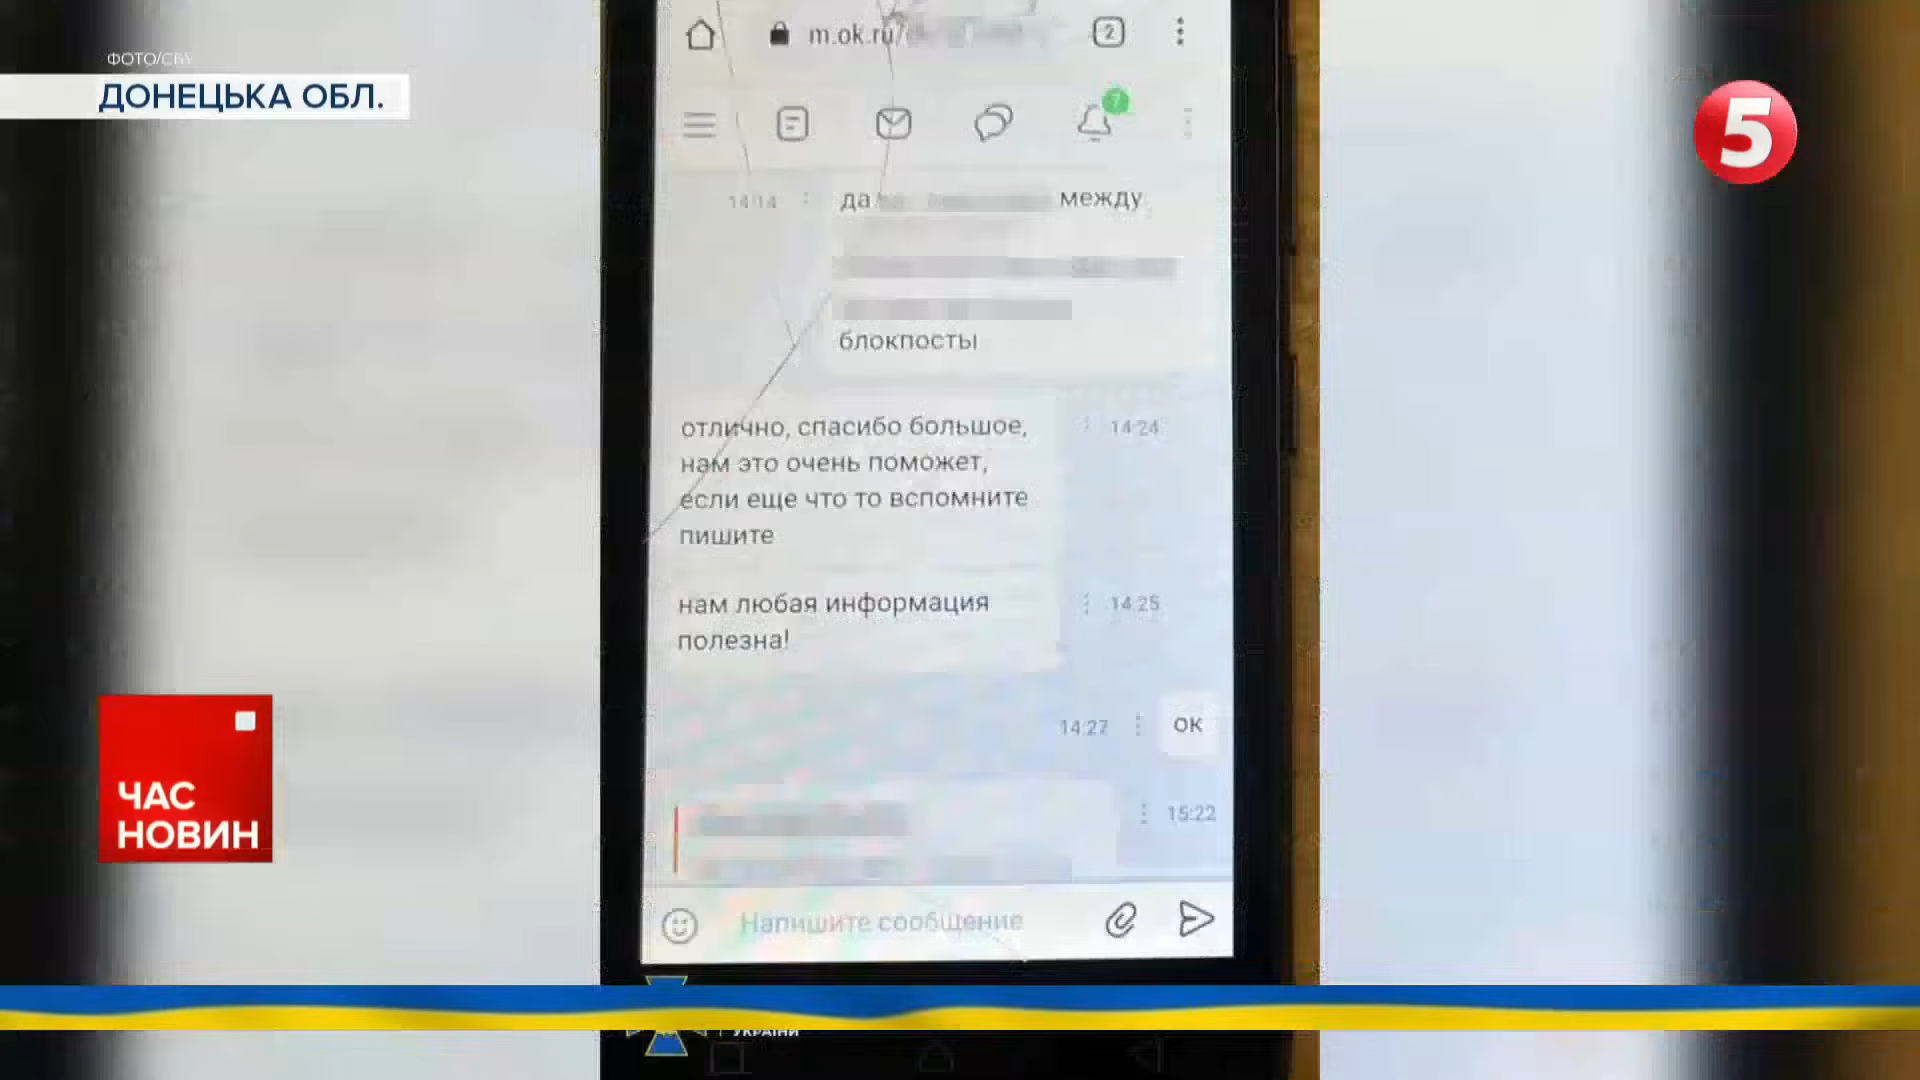 ФОТО/СБУ
ДОНЕЦЬКА ОБЛ.
5
m.ok.ru/
2
7
14:14
да
между
блокпосты
отлично, спасибо большое,
нам это очень поможет,
если еще что то вспомните
пишите
14:24
нам любая информация
полезна!
14:25
14:27
ок
15:22
Напишите сообщение
ЧАС
НОВИН
УКРАЇНИ